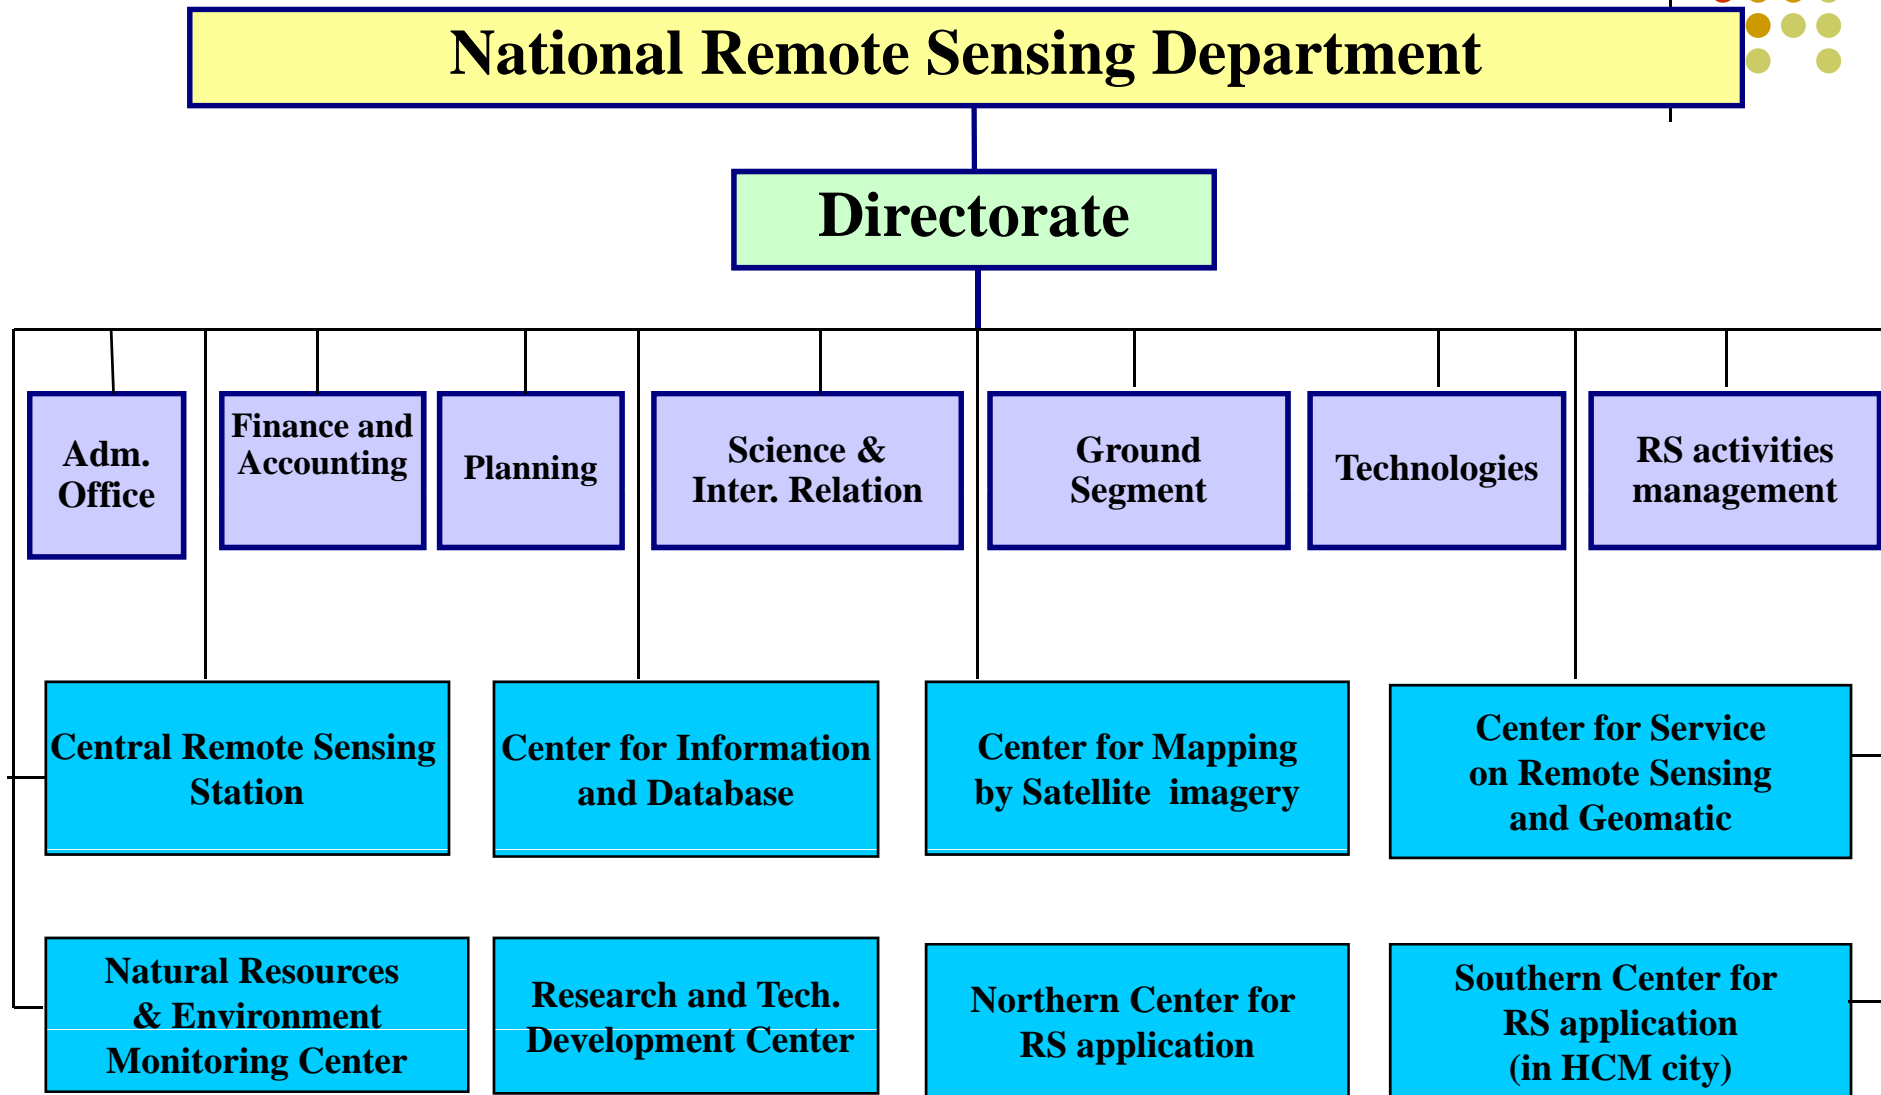 National Remote Sensing Department
Directorate
Adm.
Office
Finance and
Accounting
Planning
Science &
Inter. Relation
Ground
Segment
Technologies
RS activities
management
Central Remote Sensing
Station
Center for Information
and Database
Center for Mapping
by Satellite imagery
Center for Service
on Remote Sensing
and Geomatic
Natural Resources
& Environment
Monitoring Center
Research and Tech.
Development Center
Northern Center for
RS application
Southern Center for
RS application
(in HCM city)